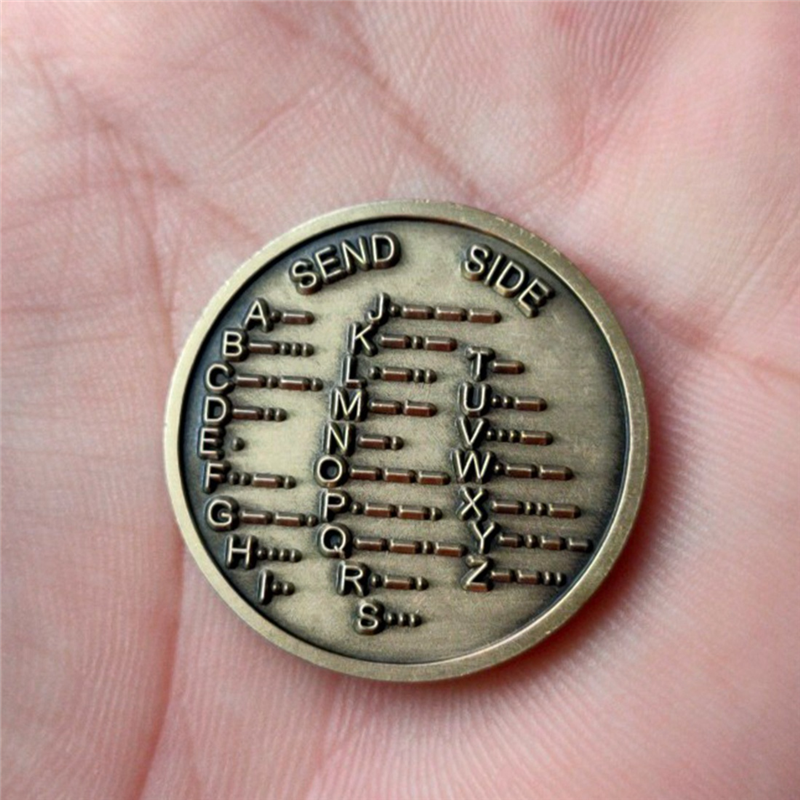 SEND SIDE
A •—
B —•••
C —•—•
D —••
E •
F ••—•
G ——•
H ••••
I ••
J •———
K —•—
L •—••
M ——
N —•
O ———
P •——•
Q ——•—
R •—•
S •••
T —
U ••—
V •••—
W •——
X —••—
Y —•——
Z ——••